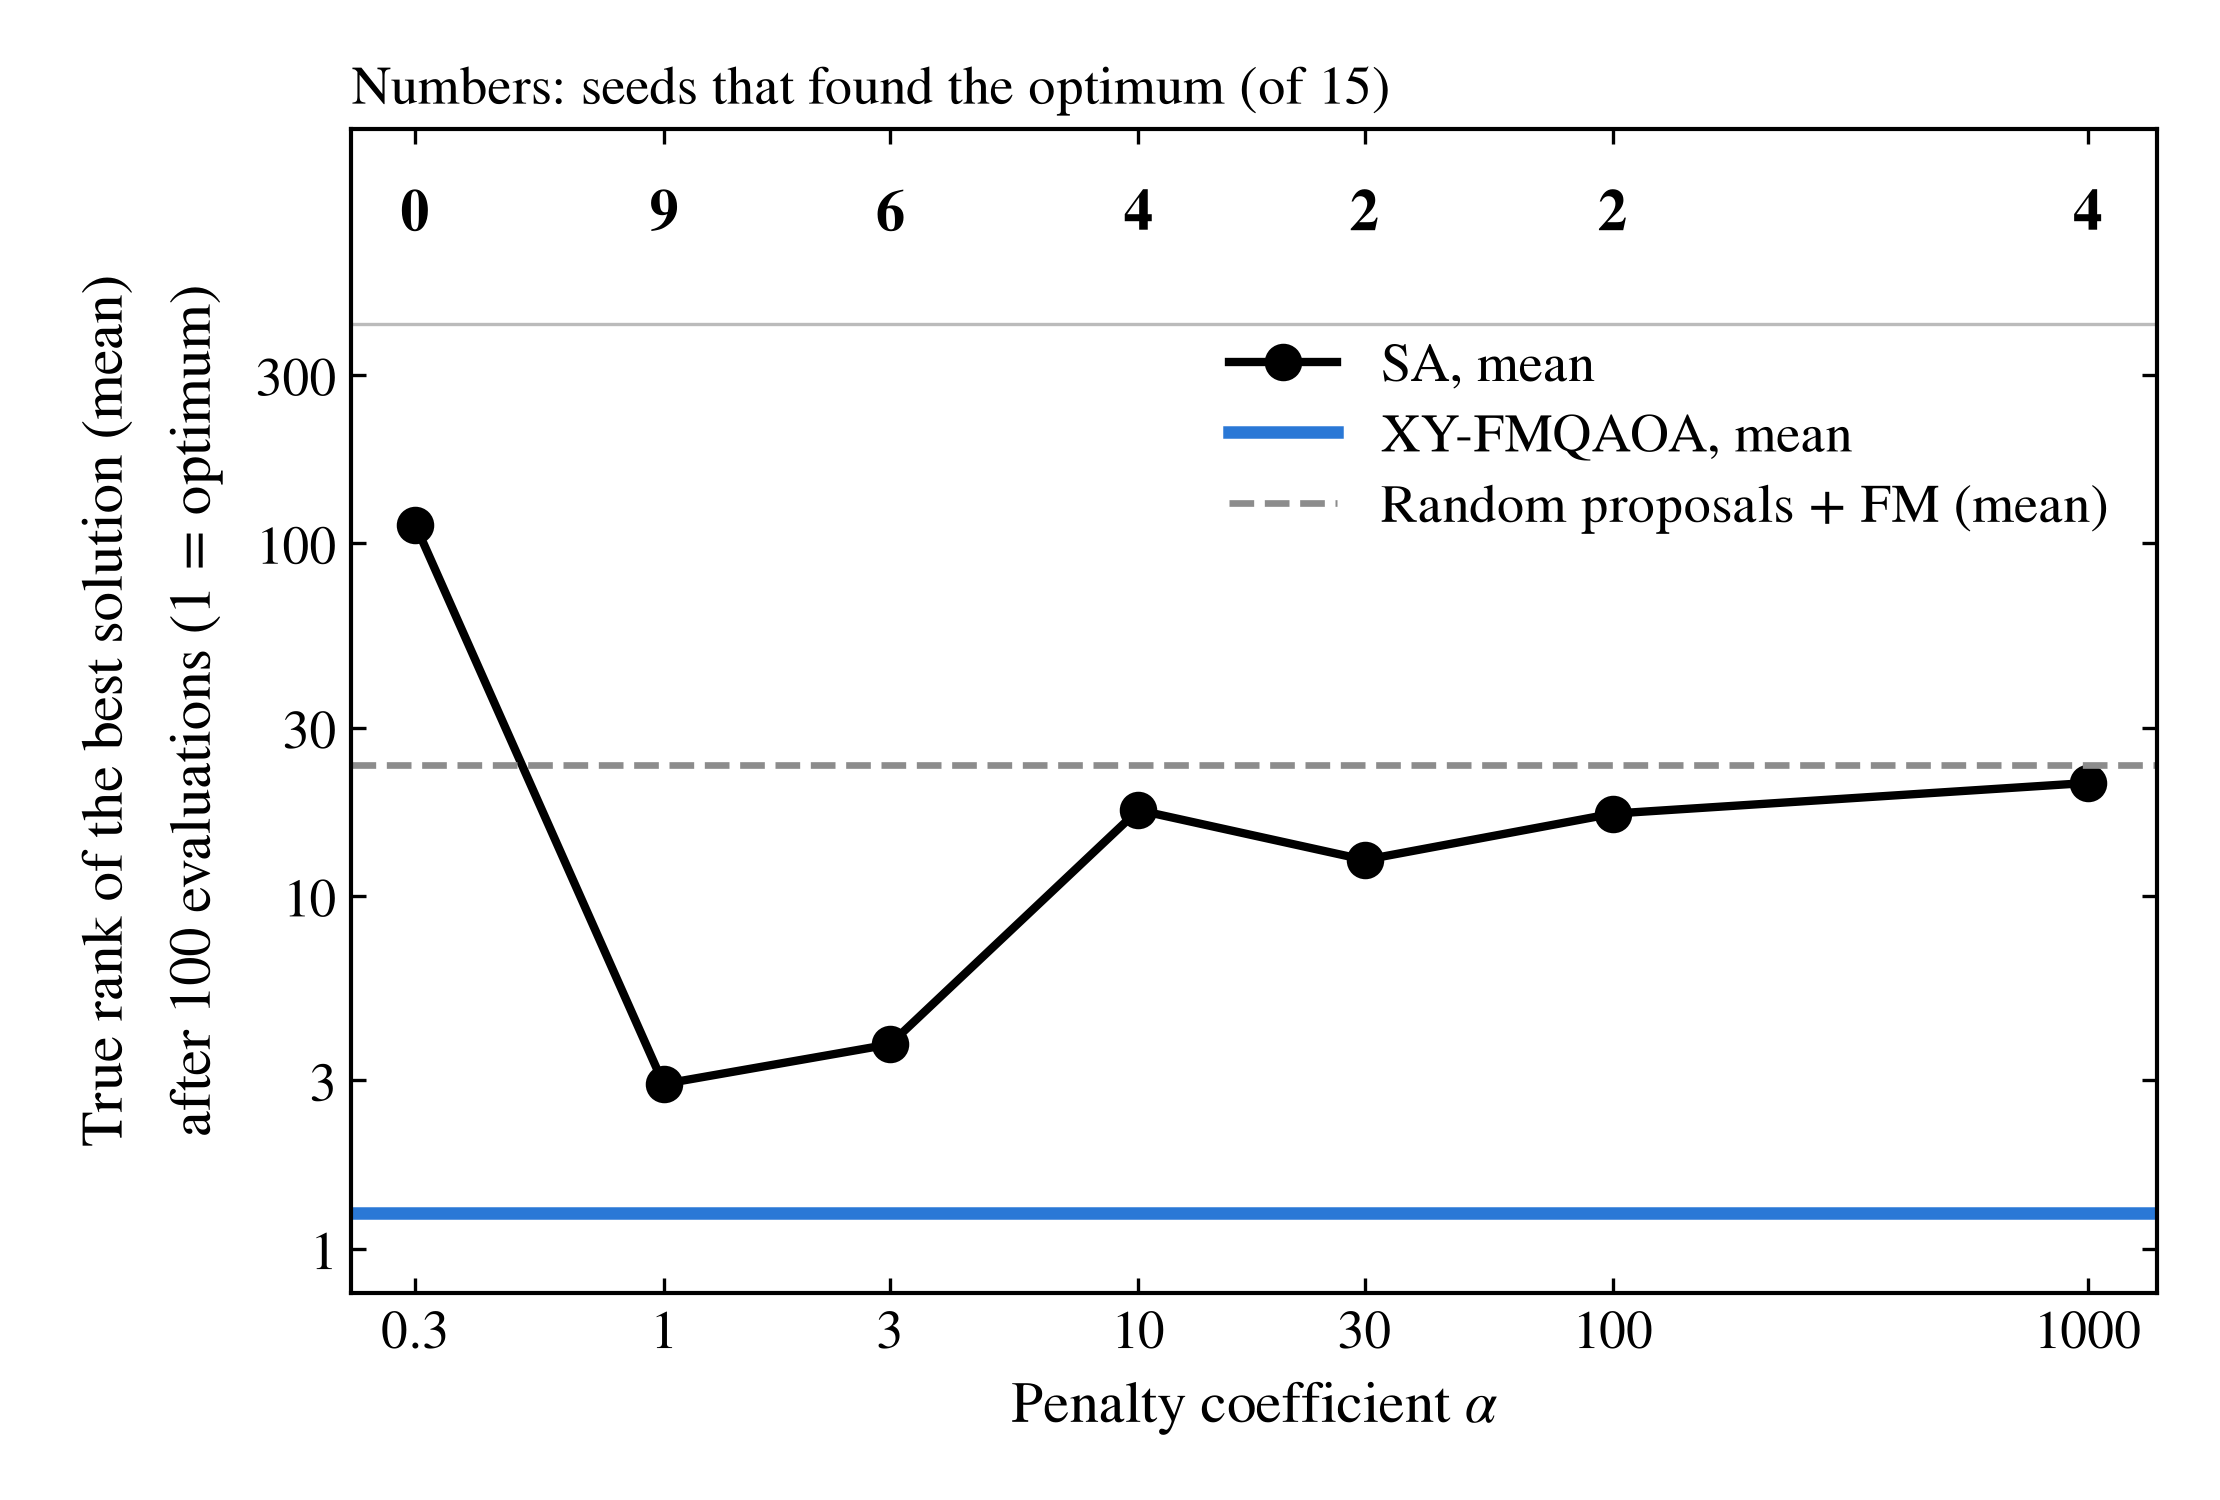 Numbers: seeds that found the optimum (of 15)
0 9 6 4 2 2 4
SA, mean
XY-FMQAOA, mean
Random proposals + FM (mean)
True rank of the best solution (mean)
after 100 evaluations (1 = optimum)
300
100
30
10
3
1
0.3 1 3 10 30 100 1000
Penalty coefficient α